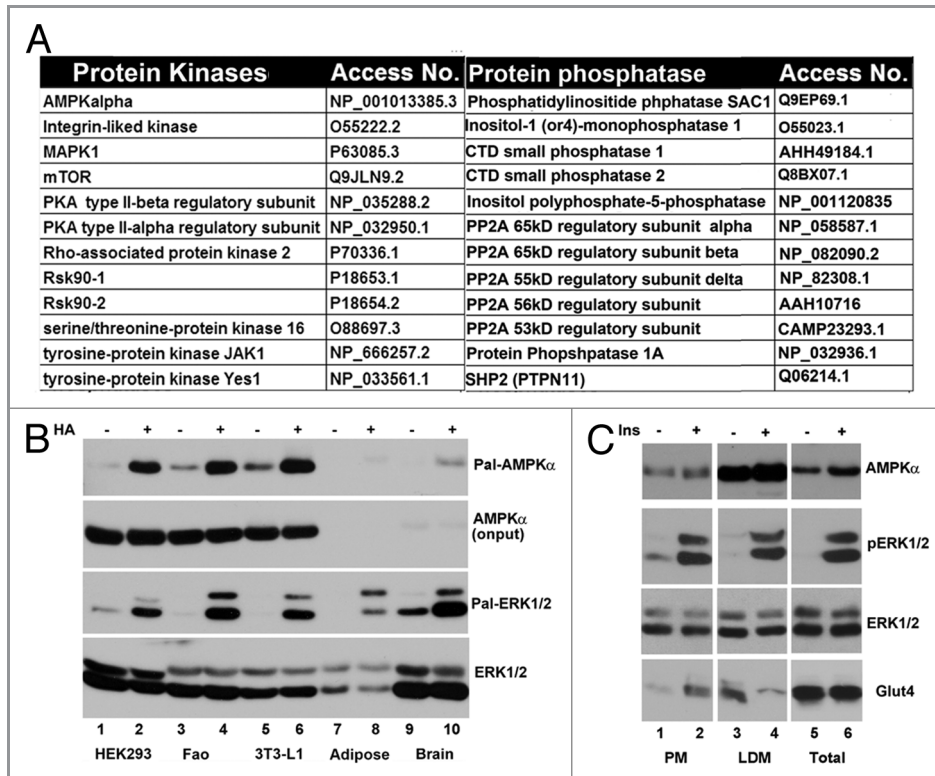 A
...
Protein Kinases Access No. Protein phosphatase Access No.
AMPKalpha NP_001013385.3 Phosphatidylinositide phphatase SAC1 Q9EP69.1
Integrin-liked kinase O55222.2 Inositol-1 (or4)-monophosphatase 1 O55023.1
MAPK1 P63085.3 CTD small phosphatase 1 AHH49184.1
mTOR Q9JLN9.2 CTD small phosphatase 2 Q8BX07.1
PKA type II-beta regulatory subunit NP_035288.2 Inositol polyphosphate-5-phosphatase NP_001120835
PKA type II-alpha regulatory subunit NP_032950.1 PP2A 65kD regulatory subunit alpha NP_058587.1
Rho-associated protein kinase 2 P70336.1 PP2A 65kD regulatory subunit beta NP_082090.2
Rsk90-1 P18653.1 PP2A 55kD regulatory subunit delta NP_82308.1
Rsk90-2 P18654.2 PP2A 56kD regulatory subunit AAH10716
serine/threonine-protein kinase 16 O88697.3 PP2A 53kD regulatory subunit CAMP23293.1
tyrosine-protein kinase JAK1 NP_666257.2 Protein Phopshpatase 1A NP_032936.1
tyrosine-protein kinase Yes1 NP_033561.1 SHP2 (PTPN11) Q06214.1
B
HA - + - + - + - + - +
Pal-AMPKα
AMPKα
(onput)
Pal-ERK1/2
ERK1/2
1 2 3 4 5 6 7 8 9 10
HEK293 Fao 3T3-L1 Adipose Brain
C
Ins - + - + - +
AMPKα
pERK1/2
ERK1/2
Glut4
1 2 3 4 5 6
PM LDM Total